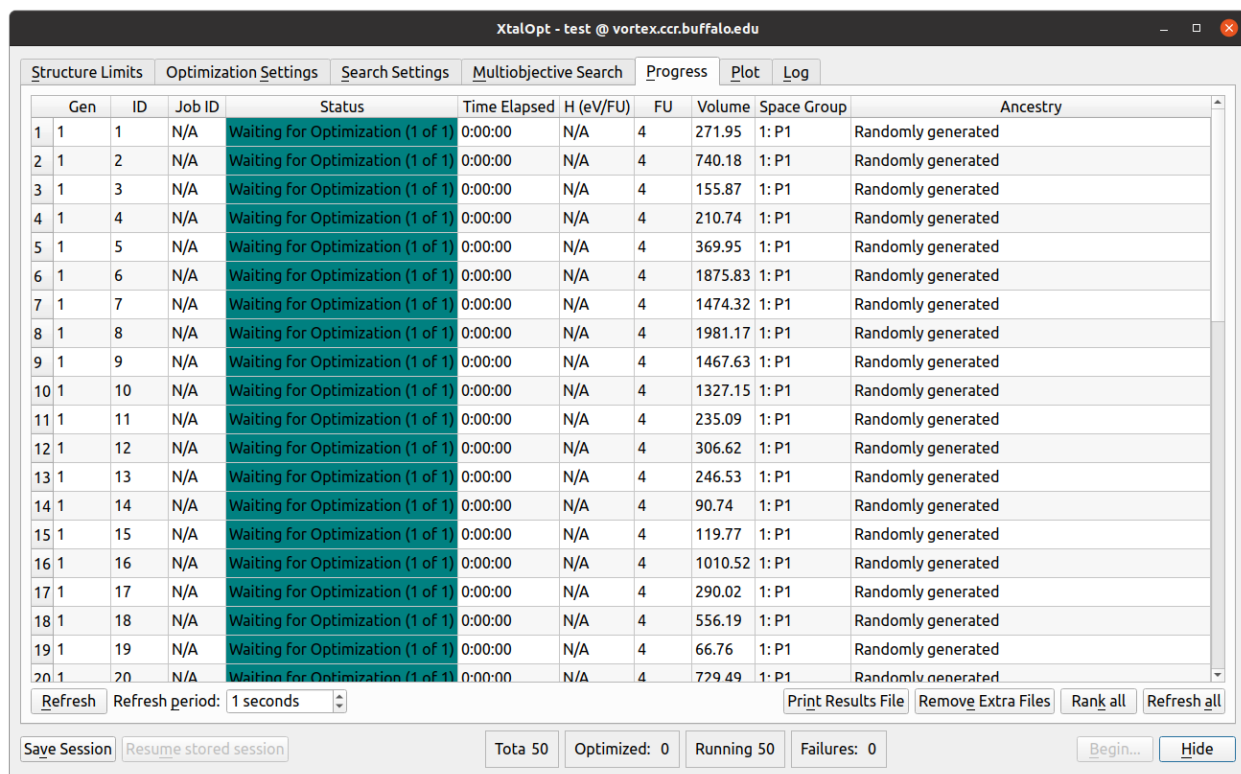 XtalOpt - test @ vortex.ccr.buffalo.edu
Structure Limits Optimization Settings Search Settings Multiobjective Search Progress Plot Log
Gen ID Job ID Status Time Elapsed H (eV/FU) FU Volume Space Group Ancestry
1 1 1 N/A Waiting for Optimization (1 of 1) 0:00:00 N/A 4 271.95 1: P1 Randomly generated
2 1 2 N/A Waiting for Optimization (1 of 1) 0:00:00 N/A 4 740.18 1: P1 Randomly generated
3 1 3 N/A Waiting for Optimization (1 of 1) 0:00:00 N/A 4 155.87 1: P1 Randomly generated
4 1 4 N/A Waiting for Optimization (1 of 1) 0:00:00 N/A 4 210.74 1: P1 Randomly generated
5 1 5 N/A Waiting for Optimization (1 of 1) 0:00:00 N/A 4 369.95 1: P1 Randomly generated
6 1 6 N/A Waiting for Optimization (1 of 1) 0:00:00 N/A 4 1875.83 1: P1 Randomly generated
7 1 7 N/A Waiting for Optimization (1 of 1) 0:00:00 N/A 4 1474.32 1: P1 Randomly generated
8 1 8 N/A Waiting for Optimization (1 of 1) 0:00:00 N/A 4 1981.17 1: P1 Randomly generated
9 1 9 N/A Waiting for Optimization (1 of 1) 0:00:00 N/A 4 1467.63 1: P1 Randomly generated
10 1 10 N/A Waiting for Optimization (1 of 1) 0:00:00 N/A 4 1327.15 1: P1 Randomly generated
11 1 11 N/A Waiting for Optimization (1 of 1) 0:00:00 N/A 4 235.09 1: P1 Randomly generated
12 1 12 N/A Waiting for Optimization (1 of 1) 0:00:00 N/A 4 306.62 1: P1 Randomly generated
13 1 13 N/A Waiting for Optimization (1 of 1) 0:00:00 N/A 4 246.53 1: P1 Randomly generated
14 1 14 N/A Waiting for Optimization (1 of 1) 0:00:00 N/A 4 90.74 1: P1 Randomly generated
15 1 15 N/A Waiting for Optimization (1 of 1) 0:00:00 N/A 4 119.77 1: P1 Randomly generated
16 1 16 N/A Waiting for Optimization (1 of 1) 0:00:00 N/A 4 1010.52 1: P1 Randomly generated
17 1 17 N/A Waiting for Optimization (1 of 1) 0:00:00 N/A 4 290.02 1: P1 Randomly generated
18 1 18 N/A Waiting for Optimization (1 of 1) 0:00:00 N/A 4 556.19 1: P1 Randomly generated
19 1 19 N/A Waiting for Optimization (1 of 1) 0:00:00 N/A 4 66.76 1: P1 Randomly generated
20 1 20 N/A Waiting for Optimization (1 of 1) 0:00:00 N/A 4 729.49 1: P1 Randomly generated
Refresh Refresh period: 1 seconds Print Results File Remove Extra Files Rank all Refresh all
Save Session Resume stored session Tota 50 Optimized: 0 Running 50 Failures: 0 Begin... Hide